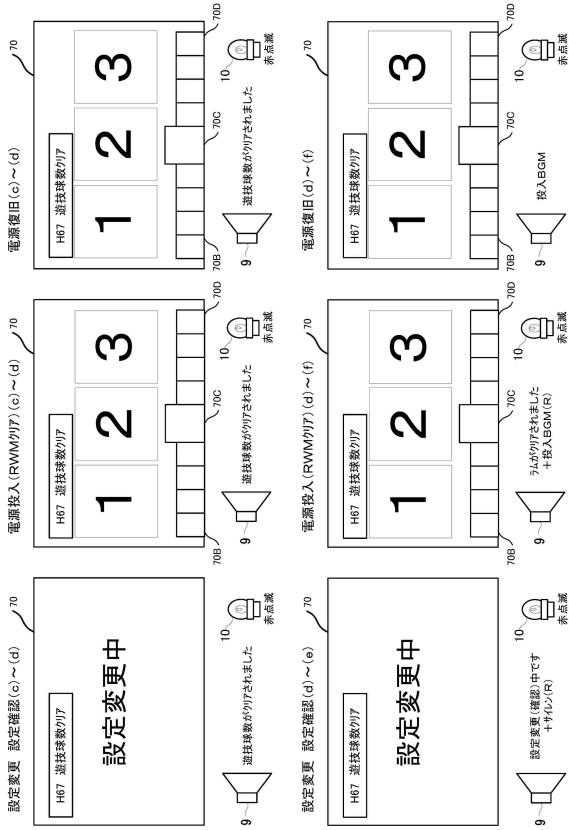 設定変更 設定確認(c)~(d)
70
H67 遊技球数クリア
設定変更中
遊技球数がクリアされました
9
10
赤点滅
電源投入(RWMクリア)(c)~(d)
70
H67 遊技球数クリア
1 2 3
70B
70C
70D
遊技球数がクリアされました
9
10
赤点滅
電源復旧(c)~(d)
70
H67 遊技球数クリア
1 2 3
70B
70C
70D
遊技球数がクリアされました
9
10
赤点滅
設定変更 設定確認(d)~(e)
70
H67 遊技球数クリア
設定変更中
設定変更(確認)中です
+サイレン(R)
9
10
赤点滅
電源投入(RWMクリア)(d)~(f)
70
H67 遊技球数クリア
1 2 3
70B
70C
70D
ラムがクリアされました
+投入BGM(R)
9
10
赤点滅
電源復旧(d)~(f)
70
H67 遊技球数クリア
1 2 3
70B
70C
70D
投入BGM
9
10
赤点滅